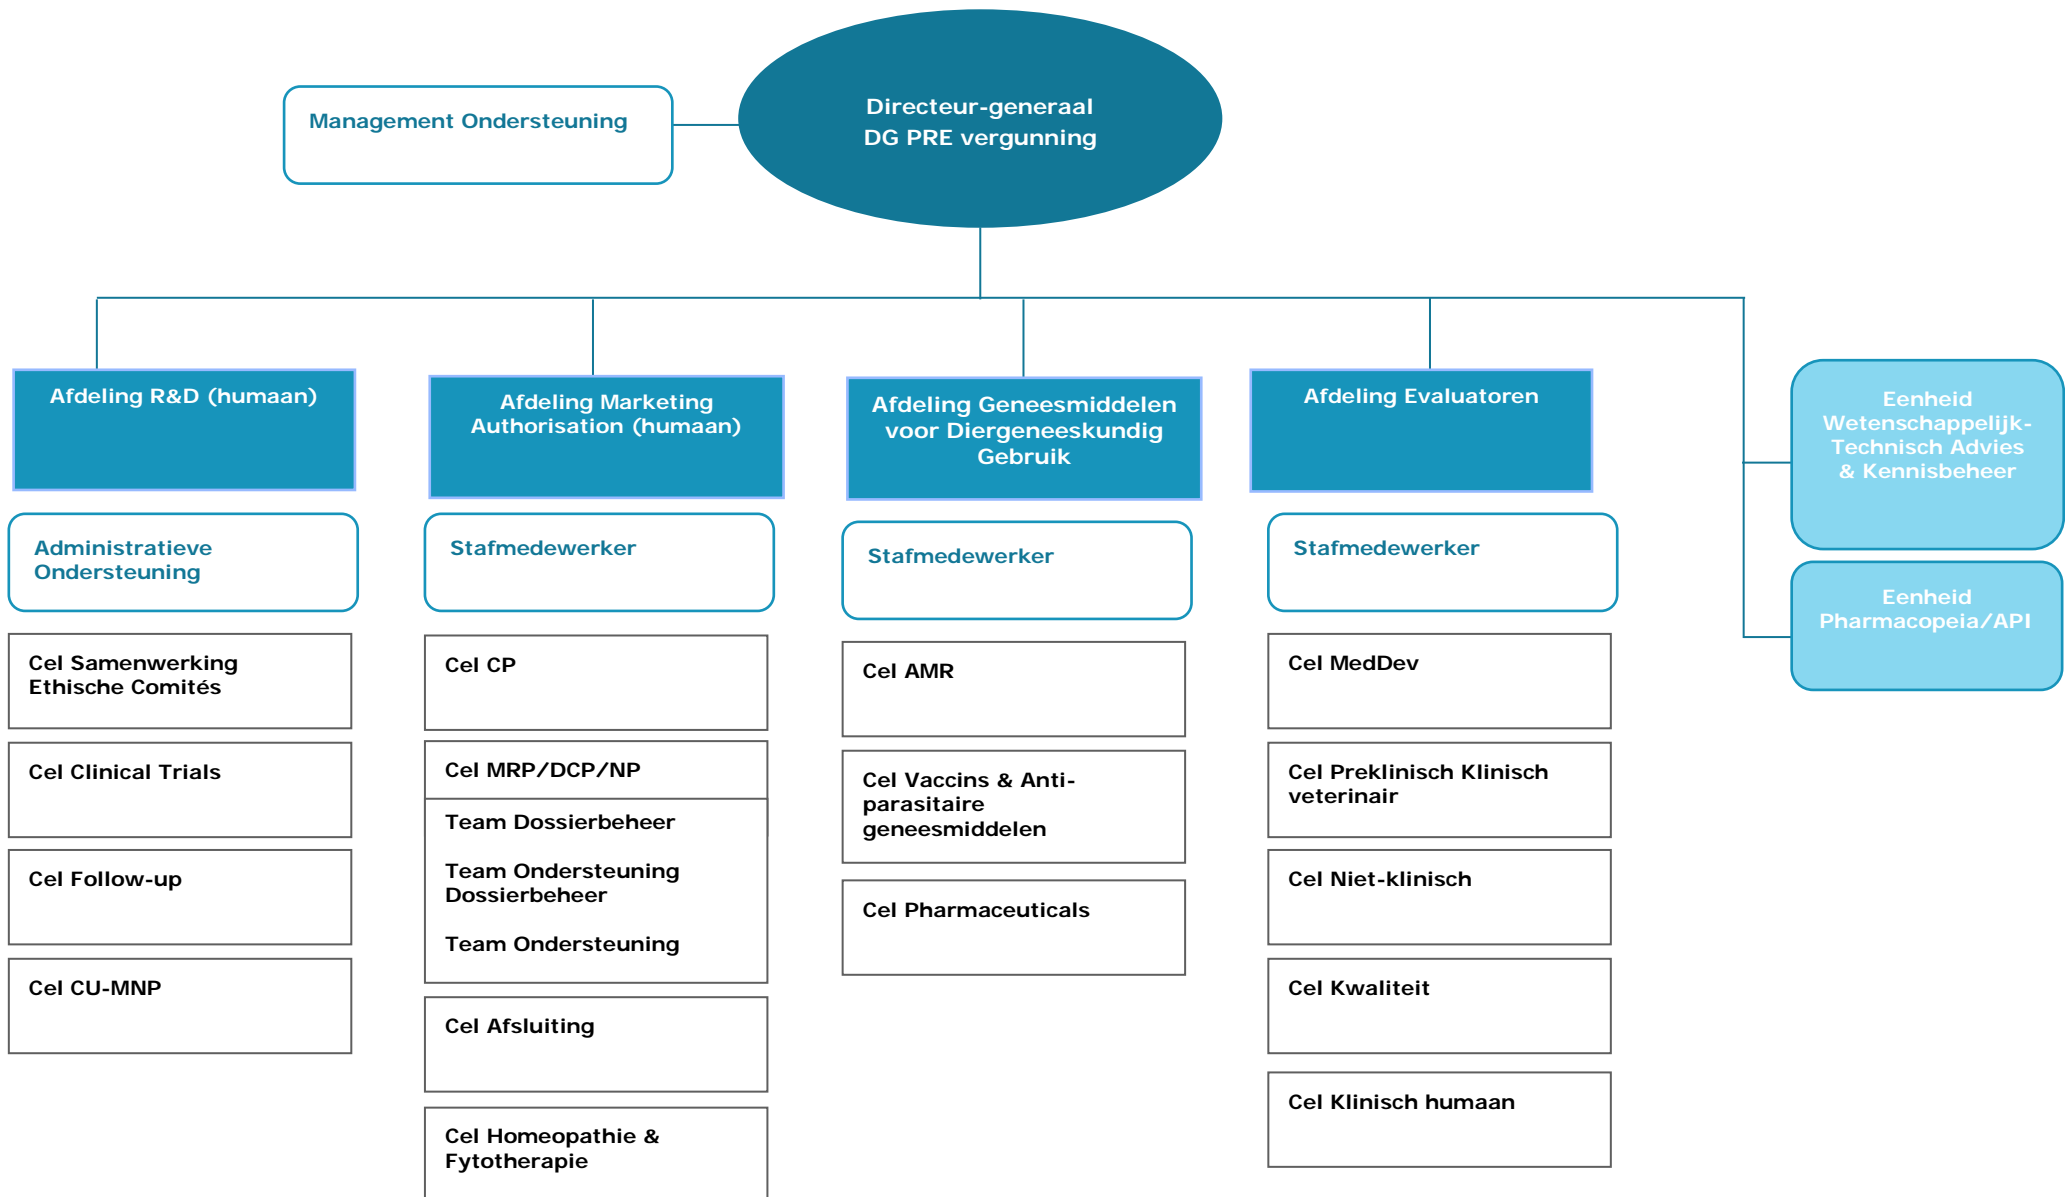 Directeur-generaal
DG PRE vergunning
Management Ondersteuning
Afdeling R&D (humaan)
Administratieve
Ondersteuning
Cel Samenwerking
Ethische Comités
Cel Clinical Trials
Cel Follow-up
Cel CU-MNP
Afdeling Marketing
Authorisation (humaan)
Stafmedewerker
Cel CP
Cel MRP/DCP/NP
Team Dossierbeheer
Team Ondersteuning
Dossierbeheer
Team Ondersteuning
Cel Afsluiting
Cel Homeopathie &
Fytotherapie
Afdeling Geneesmiddelen
voor Diergeneeskundig
Gebruik
Stafmedewerker
Cel AMR
Cel Vaccins & Anti-
parasitaire
geneesmiddelen
Cel Pharmaceuticals
Afdeling Evaluatoren
Stafmedewerker
Cel MedDev
Cel Preklinisch Klinisch
veterinair
Cel Niet-klinisch
Cel Kwaliteit
Cel Klinisch humaan
Eenheid
Wetenschappelijk-
Technisch Advies
& Kennisbeheer
Eenheid
Pharmacopeia/API